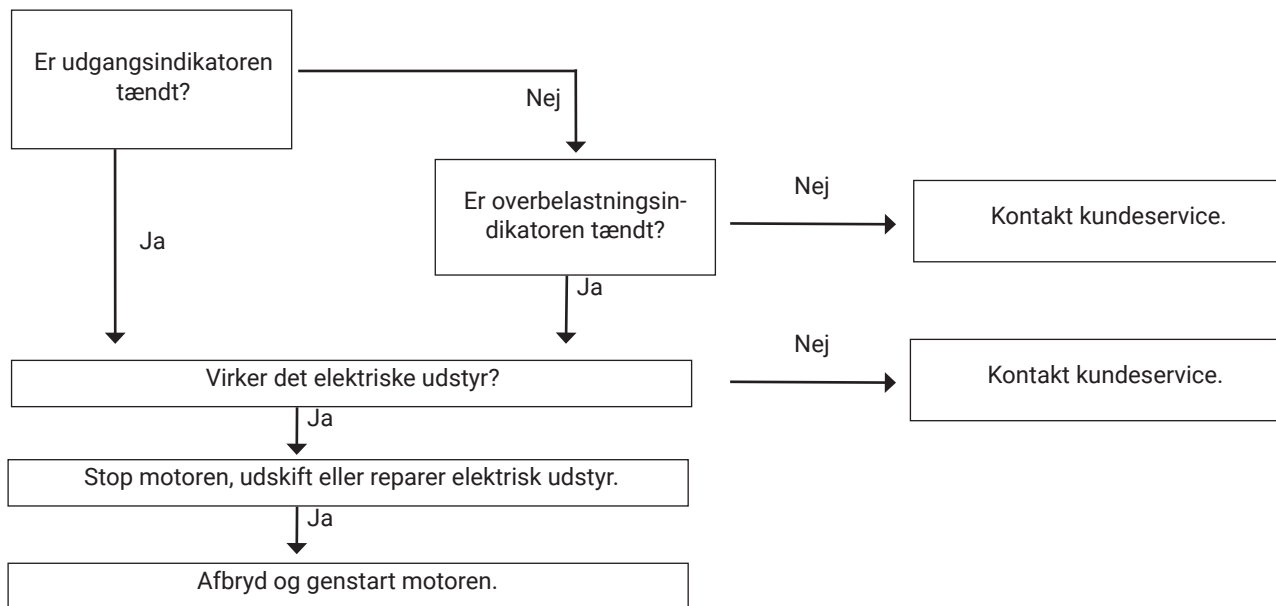 Er udgangsindikatoren
tændt?
Nej
Ja
Er overbelastningsin-
dikatoren tændt?
Nej
Kontakt kundeservice.
Ja
Virker det elektriske udstyr?
Nej
Kontakt kundeservice.
Ja
Stop motoren, udskift eller reparer elektrisk udstyr.
Ja
Afbryd og genstart motoren.